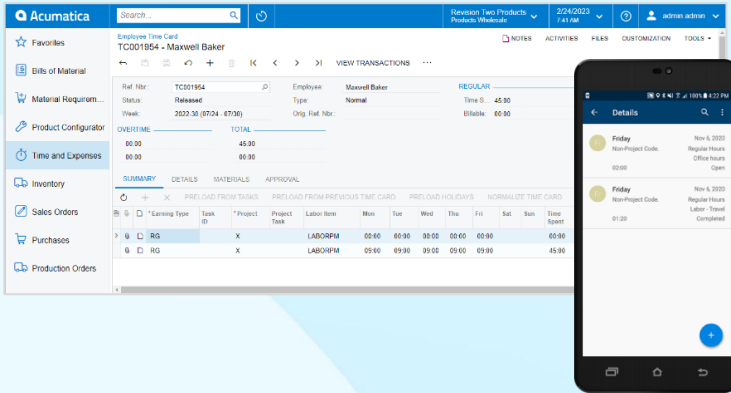 Acumatica
Search...
Revision Two Products
Products Wholesale
2/24/2023
7:41 AM
admin admin
Favorites
Bills of Material
Material Requirem...
Product Configurator
Time and Expenses
Inventory
Sales Orders
Purchases
Production Orders
Employee Time Card
TC001954 - Maxwell Baker
NOTES ACTIVITIES FILES CUSTOMIZATION TOOLS
VIEW TRANSACTIONS ...
Ref. Nbr.: TC001954 Employee: Maxwell Baker REGULAR
Status: Released Type: Normal Time S... 45:00
Week: 2022-30 (07/24 - 07/30) Orig. Ref. Nbr.: Billable: 00:00
OVERTIME TOTAL
00:00 45:00
00:00 00:00
SUMMARY DETAILS MATERIALS APPROVAL
PRELOAD FROM TASKS PRELOAD FROM PREVIOUS TIME CARD PRELOAD HOLIDAYS NORMALIZE TIME CARD
*Earning Type Task ID *Project Project Task Labor Item Mon Tue Wed Thu Fri Sat Sun Time Spent
RG X LABORPM 00:00 00:00 00:00 00:00 00:00 00:00
RG X LABORPM 09:00 09:00 09:00 09:00 09:00 45:00
100% 4:22 PM
Details
Friday Nov 6, 2020
Non-Project Code. Regular Hours
Office hours
02:00 Open
Friday Nov 6, 2020
Non-Project Code. Regular Hours
Labor - Travel
01:20 Completed